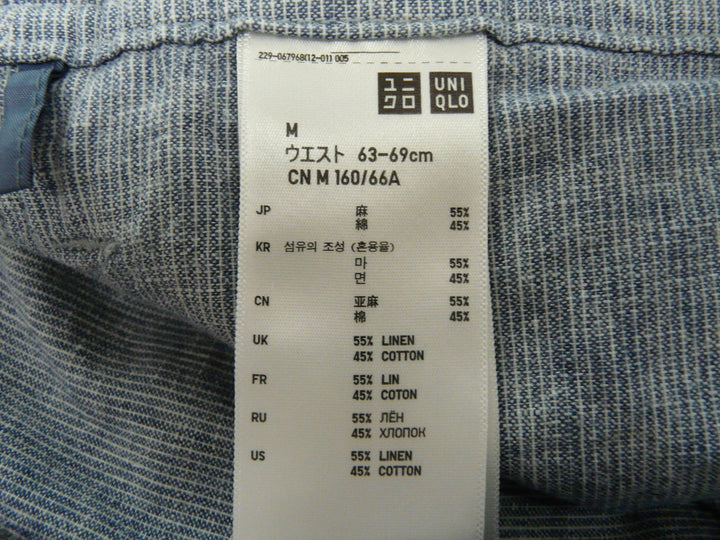 229-067968(12-01) 005
ユニ
クロ
UNI
QLO
M
ウエスト 63-69cm
CN M 160/66A
JP 麻 55%
綿 45%
KR 섬유의 조성 (혼용율)
마 55%
면 45%
CN 亚麻 55%
棉 45%
UK 55% LINEN
45% COTTON
FR 55% LIN
45% COTON
RU 55% ЛЁН
45% ХЛОПОК
US 55% LINEN
45% COTTON